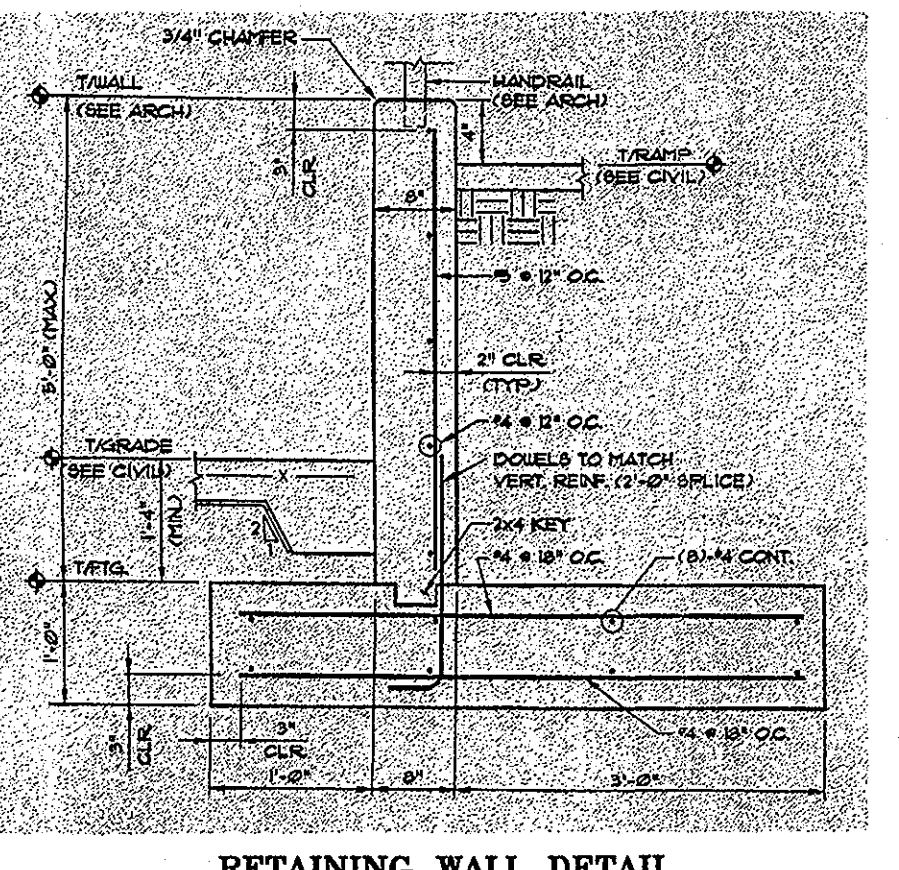 3/4" CHAMFER
T/WALL
(SEE ARCH)
HANDRAIL
(SEE ARCH)
4"
3"
CLR
T/RAMP
(SEE CIVIL)
8"
5'-0" (MAX)
#5 @ 12" O.C.
2" CLR
(TYP.)
#4 @ 12" O.C.
T/GRADE
(SEE CIVIL)
X
DOWELS TO MATCH
VERT. REINF. (2'-0" SPLICE)
1'-4"
(MIN.)
2
1
2x4 KEY
#4 @ 18" O.C.
(8)-#4 CONT.
T/FTG.
1'-0"
3"
CLR
3"
CLR
#4 @ 18" O.C.
1'-0"
8"
3'-0"
RETAINING WALL DETAIL